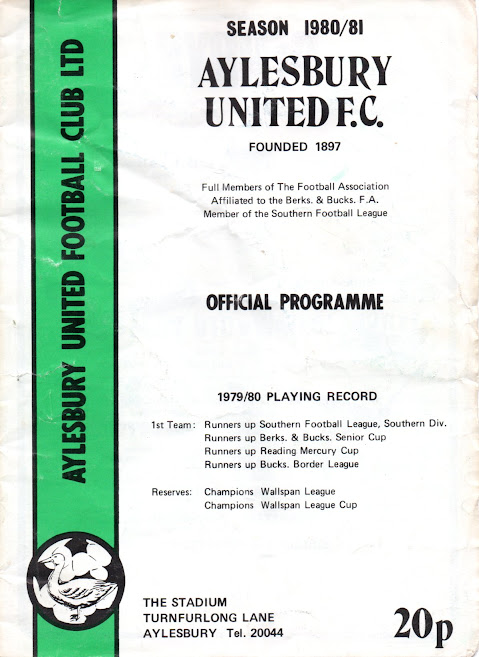 AYLESBURY UNITED FOOTBALL CLUB LTD
SEASON 1980/81
AYLESBURY
UNITED F.C.
FOUNDED 1897
Full Members of The Football Association
Affiliated to the Berks. & Bucks. F.A.
Member of the Southern Football League
OFFICIAL PROGRAMME
1979/80 PLAYING RECORD
1st Team: Runners up Southern Football League, Southern Div.
Runners up Berks. & Bucks. Senior Cup
Runners up Reading Mercury Cup
Runners up Bucks. Border League
Reserves: Champions Wallspan League
Champions Wallspan League Cup
THE STADIUM
TURNFURLONG LANE
AYLESBURY Tel. 20044
20p